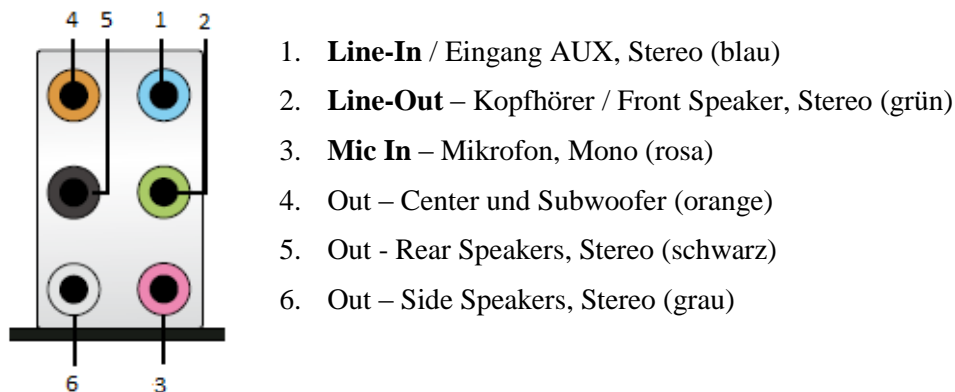 4 5 1 2
6 3
1. Line-In / Eingang AUX, Stereo (blau)
2. Line-Out – Kopfhörer / Front Speaker, Stereo (grün)
3. Mic In – Mikrofon, Mono (rosa)
4. Out – Center und Subwoofer (orange)
5. Out - Rear Speakers, Stereo (schwarz)
6. Out – Side Speakers, Stereo (grau)